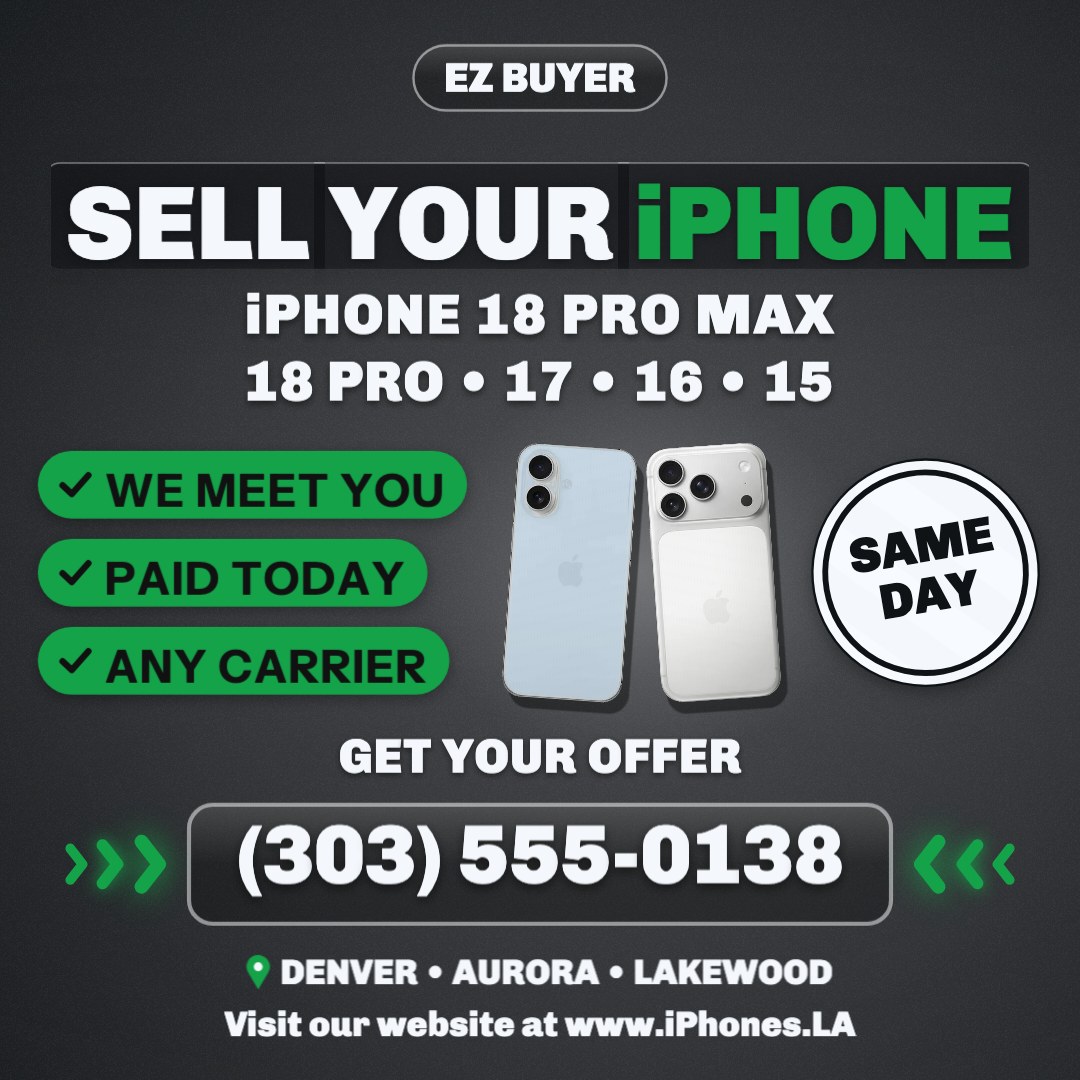 EZ BUYER
SELL YOUR iPHONE
iPHONE 18 PRO MAX
18 PRO • 17 • 16 • 15
WE MEET YOU
PAID TODAY
ANY CARRIER
SAME
DAY
GET YOUR OFFER
(303) 555-0138
DENVER • AURORA • LAKEWOOD
Visit our website at www.iPhones.LA